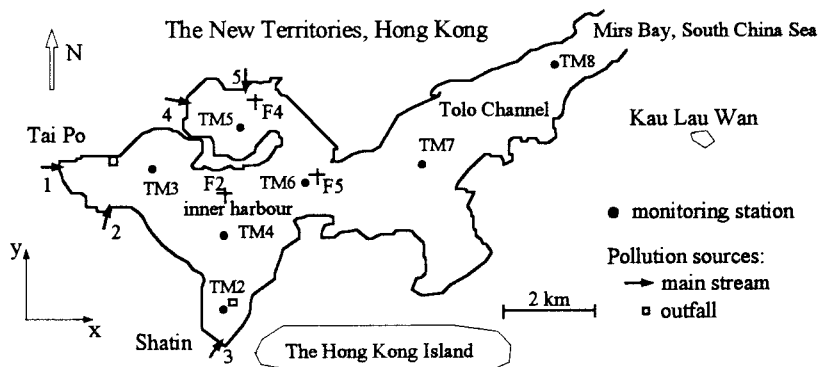 The New Territories, Hong Kong
Mirs Bay, South China Sea
N
5
TM8
F4
4
TM5
Tolo Channel
Kau Lau Wan
Tai Po
TM7
1
TM3
F2
TM6
F5
inner harbour
monitoring station
2
TM4
Pollution sources:
y
main stream
TM2
2 km
outfall
x
Shatin
3
The Hong Kong Island